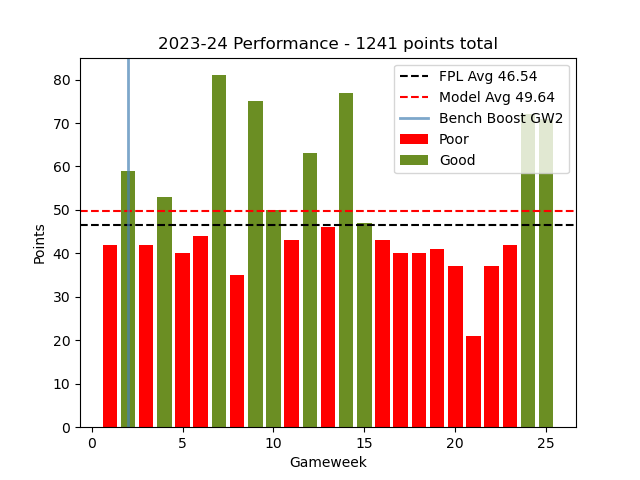 2023-24 Performance - 1241 points total
FPL Avg 46.54
Model Avg 49.64
Bench Boost GW2
Poor
Good
80
70
60
50
40
30
20
10
0
Points
0 5 10 15 20 25
Gameweek